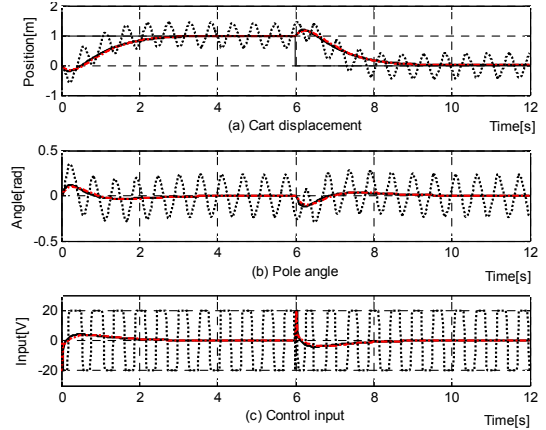 2
1
0
-1
Position[m]
0 2 4 6 8 10 12
(a) Cart displacement Time[s]
0.5
0
-0.5
Angle[rad]
0 2 4 6 8 10 12
(b) Pole angle
Time[s]
20
0
-20
Input[V]
0 2 4 6 8 10 12
(c) Control input Time[s]